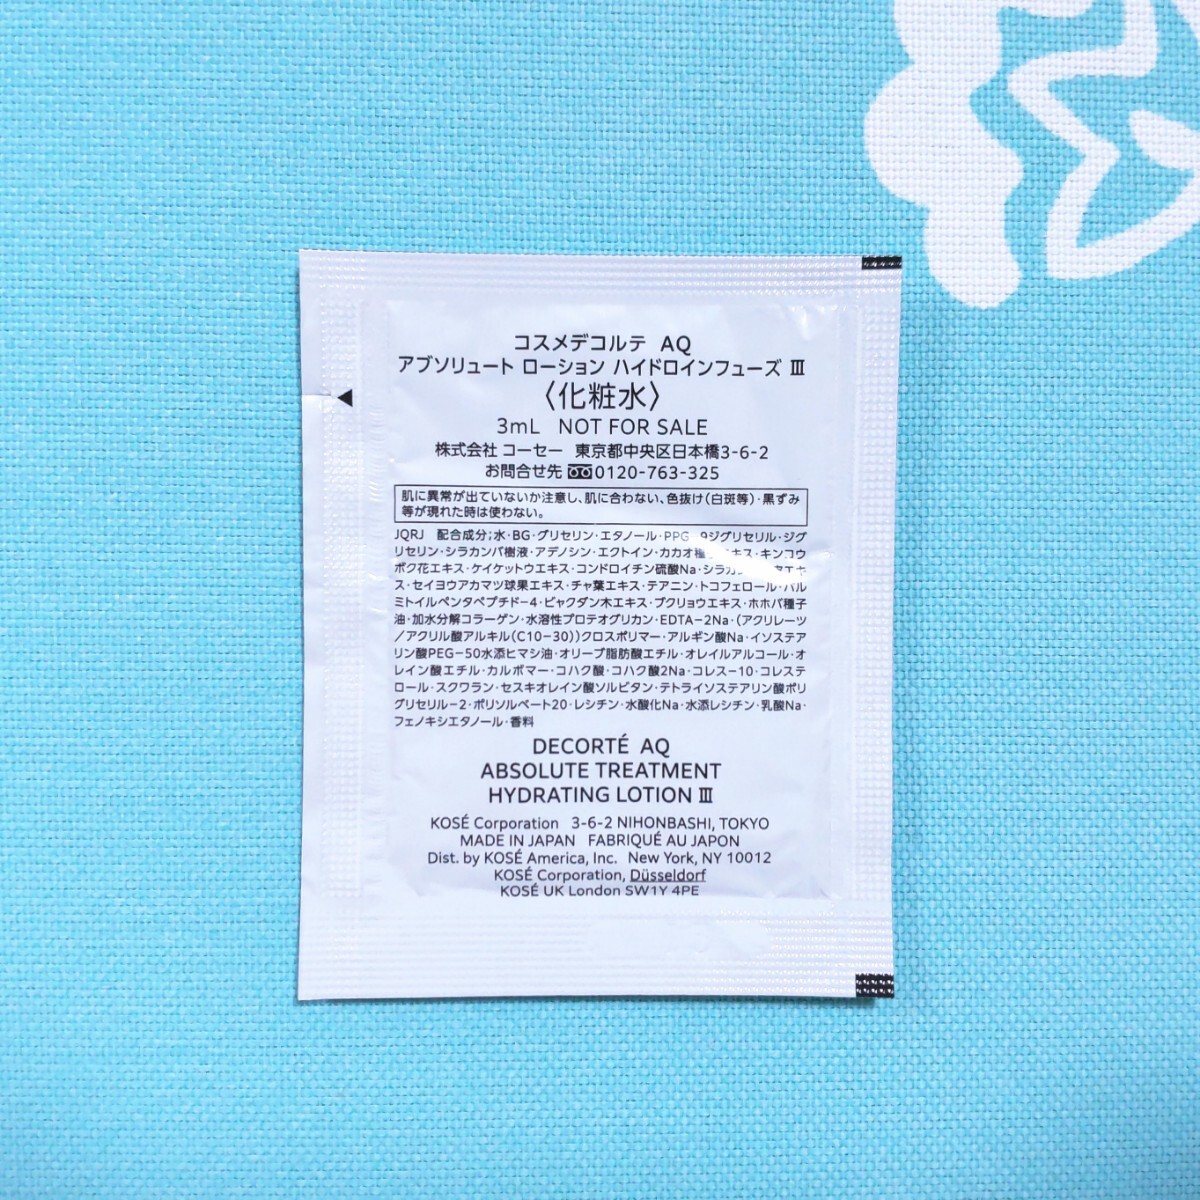 コスメデコルテ AQ
アブソリュート ローション ハイドロインフューズ Ⅲ
〈化粧水〉
3mL NOT FOR SALE
株式会社 コーセー 東京都中央区日本橋3-6-2
お問合せ先 0120-763-325
肌に異常が出ていないか注意し、肌に合わない、色抜け(白斑等)・黒ずみ
等が現れた時は使わない。
JQRJ 配合成分;水・BG・グリセリン・エタノール・PPG 9ジグリセリル・ジグ
リセリン・シラカンバ樹液・アデノシン・エクトイン・カカオ種 キス・キンコウ
ボク花エキス・ケイケットウエキス・コンドロイチン硫酸Na・シラカ エキ
ス・セイヨウアカマツ球果エキス・チャ葉エキス・テアニン・トコフェロール・パル
ミトイルペンタペプチド-4・ビャクダン木エキス・ブクリョウエキス・ホホバ種子
油・加水分解コラーゲン・水溶性プロテオグリカン・EDTA-2Na・(アクリレーツ
/アクリル酸アルキル(C10-30))クロスポリマー・アルギン酸Na・イソステア
リン酸PEG-50水添ヒマシ油・オリーブ脂肪酸エチル・オレイルアルコール・オ
レイン酸エチル・カルボマー・コハク酸・コハク酸2Na・コレス-10・コレステ
ロール・スクワラン・セスキオレイン酸ソルビタン・テトライソステアリン酸ポリ
グリセリル-2・ポリソルベート20・レシチン・水酸化Na・水添レシチン・乳酸Na・
フェノキシエタノール・香料
DECORTÉ AQ
ABSOLUTE TREATMENT
HYDRATING LOTION Ⅲ
KOSÉ Corporation 3-6-2 NIHONBASHI, TOKYO
MADE IN JAPAN FABRIQUÉ AU JAPON
Dist. by KOSÉ America, Inc. New York, NY 10012
KOSÉ Corporation, Düsseldorf
KOSÉ UK London SW1Y 4PE